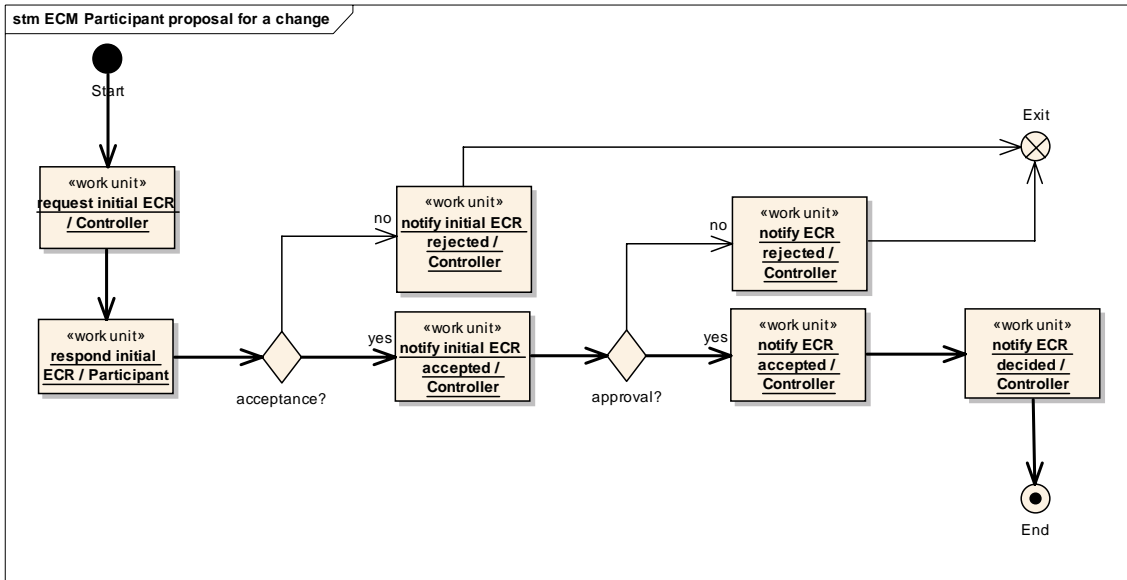 stm ECM Participant proposal for a change
Start
Exit
«work unit»
request initial ECR
/ Controller
«work unit»
notify initial ECR
rejected /
Controller
no
«work unit»
notify ECR
rejected /
Controller
no
«work unit»
respond initial
ECR / Participant
acceptance?
yes
«work unit»
notify initial ECR
accepted /
Controller
approval?
yes
«work unit»
notify ECR
accepted /
Controller
«work unit»
notify ECR
decided /
Controller
End